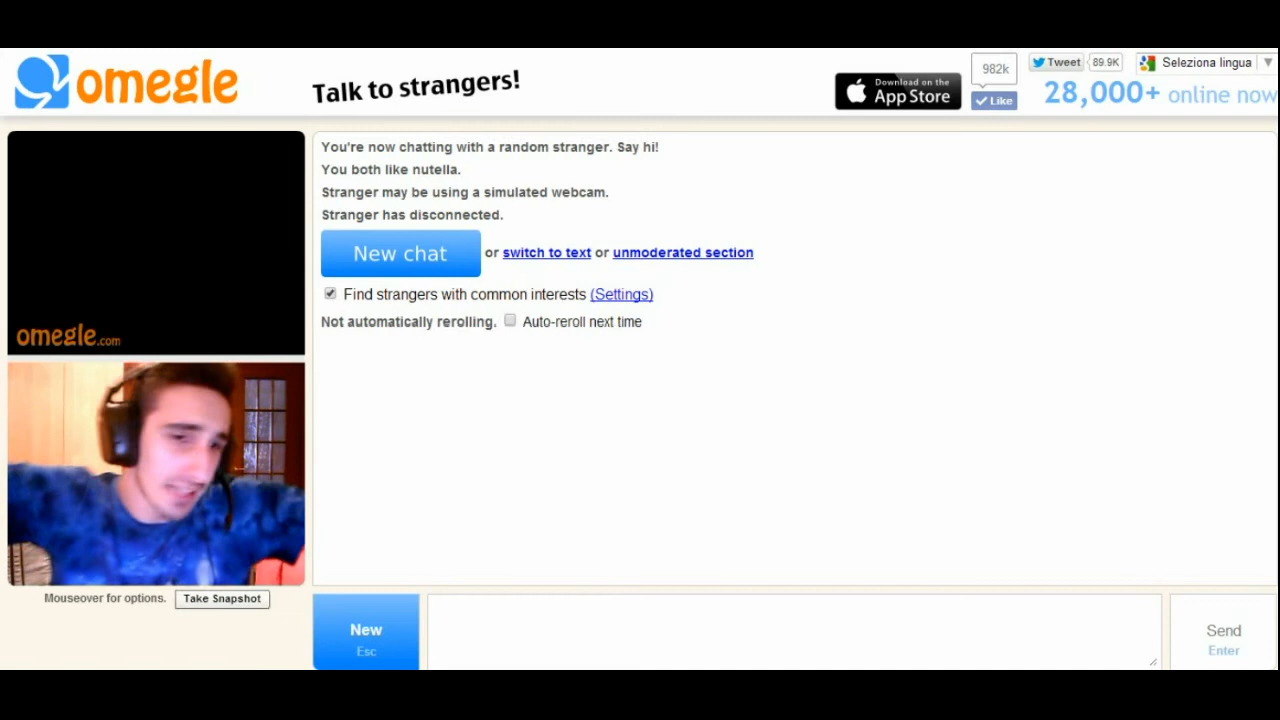 omegle
Talk to strangers!
Download on the
App Store
982k
Like
Tweet
89.9K
Seleziona lingua
28,000+ online now
You're now chatting with a random stranger. Say hi!
You both like nutella.
Stranger may be using a simulated webcam.
Stranger has disconnected.
New chat or switch to text or unmoderated section
Find strangers with common interests (Settings)
Not automatically rerolling. Auto-reroll next time
omegle.com
Mouseover for options. Take Snapshot
New
Esc
Send
Enter